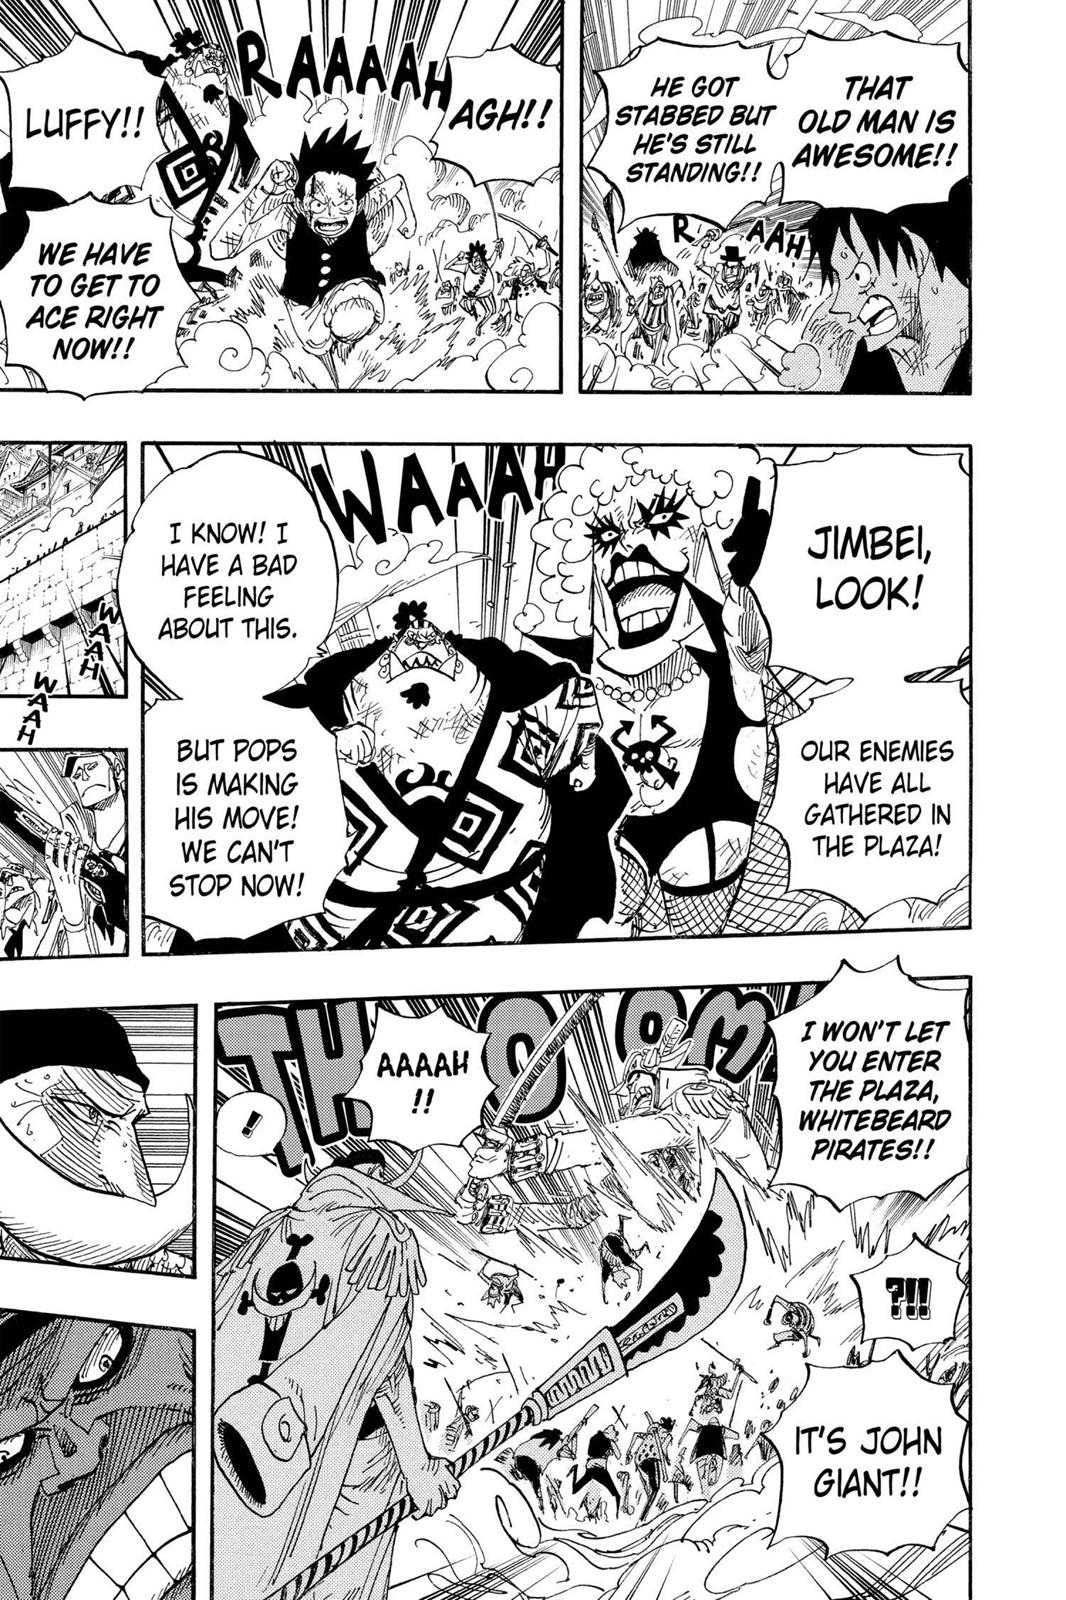 THAT
OLD MAN IS
AWESOME!!
HE GOT
STABBED BUT
HE'S STILL
STANDING!!
R AAH
AGH!!
RAAAAAH
LUFFY!!
WE HAVE
TO GET TO
ACE RIGHT
NOW!!
JIMBEI,
LOOK!
OUR ENEMIES
HAVE ALL
GATHERED IN
THE PLAZA!
WAAAAH
I KNOW! I
HAVE A BAD
FEELING
ABOUT THIS.
BUT POPS
IS MAKING
HIS MOVE!
WE CAN'T
STOP NOW!
WAAH
WAAH
I WON'T LET
YOU ENTER
THE PLAZA,
WHITEBEARD
PIRATES!!
THOOM
AAAAH
!!
!
?!!
IT'S JOHN
GIANT!!